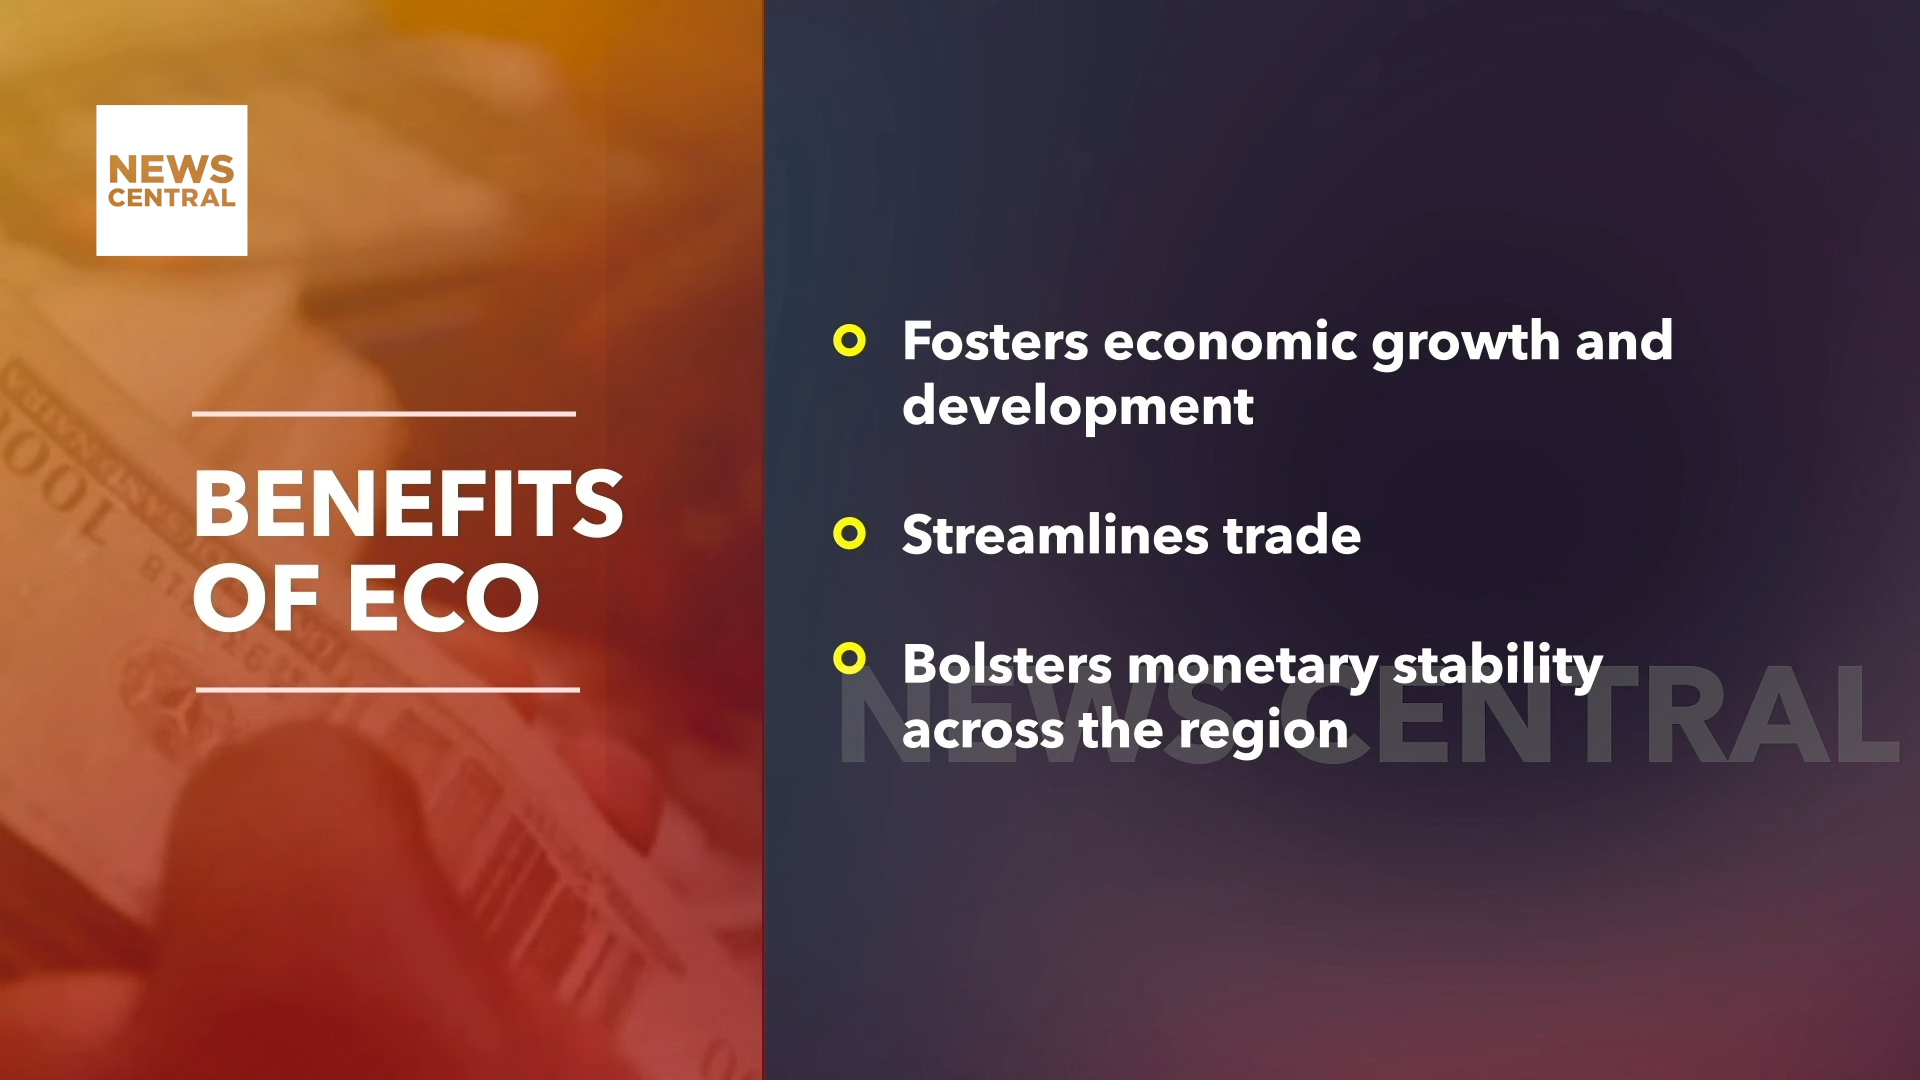 NEWS
CENTRAL
BENEFITS
OF ECO
Fosters economic growth and
development
Streamlines trade
Bolsters monetary stability
across the region
NEWS CENTRAL